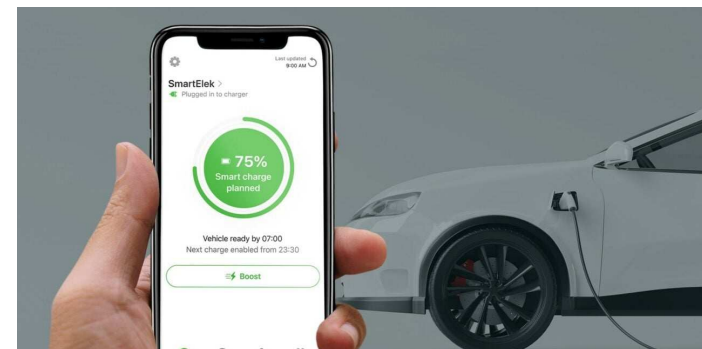 Last updated
9:00 AM
SmartElek >
Plugged in to charger
75%
Smart charge
planned
Vehicle ready by 07:00
Next charge enabled from 23:30
Boost